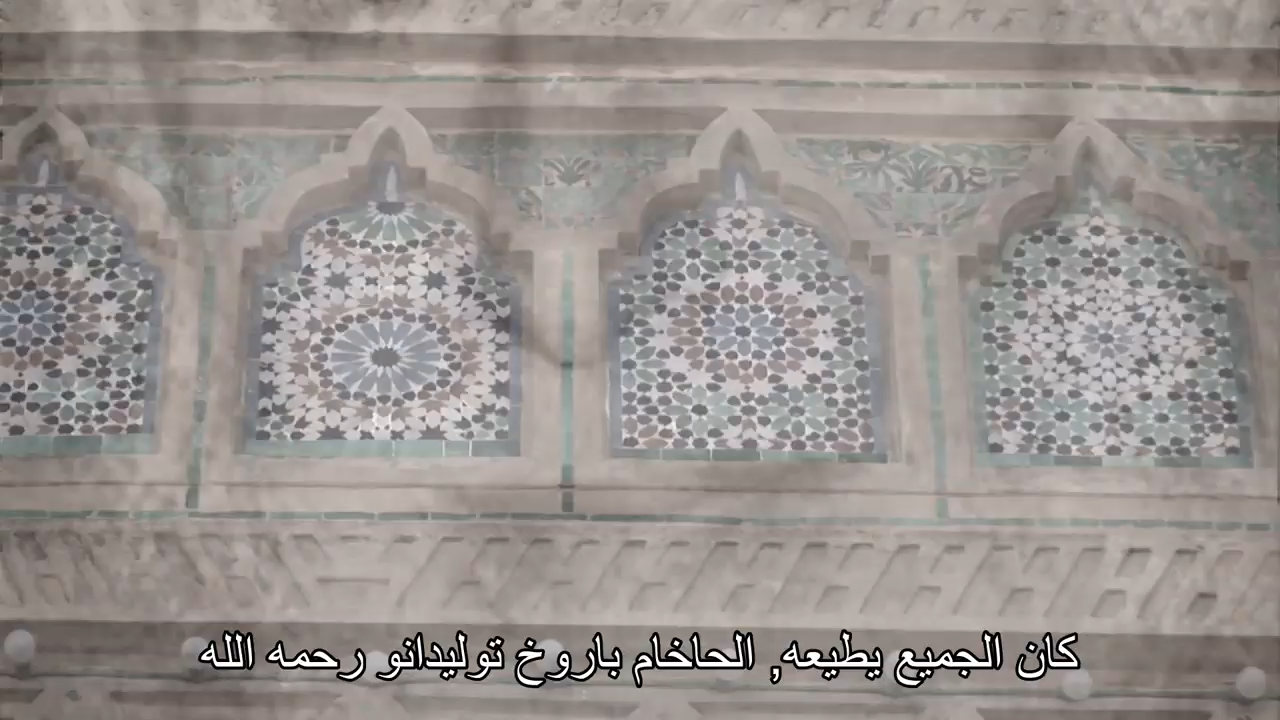 كان الجميع يطيعه, الحاخام باروخ توليدانو رحمه الله